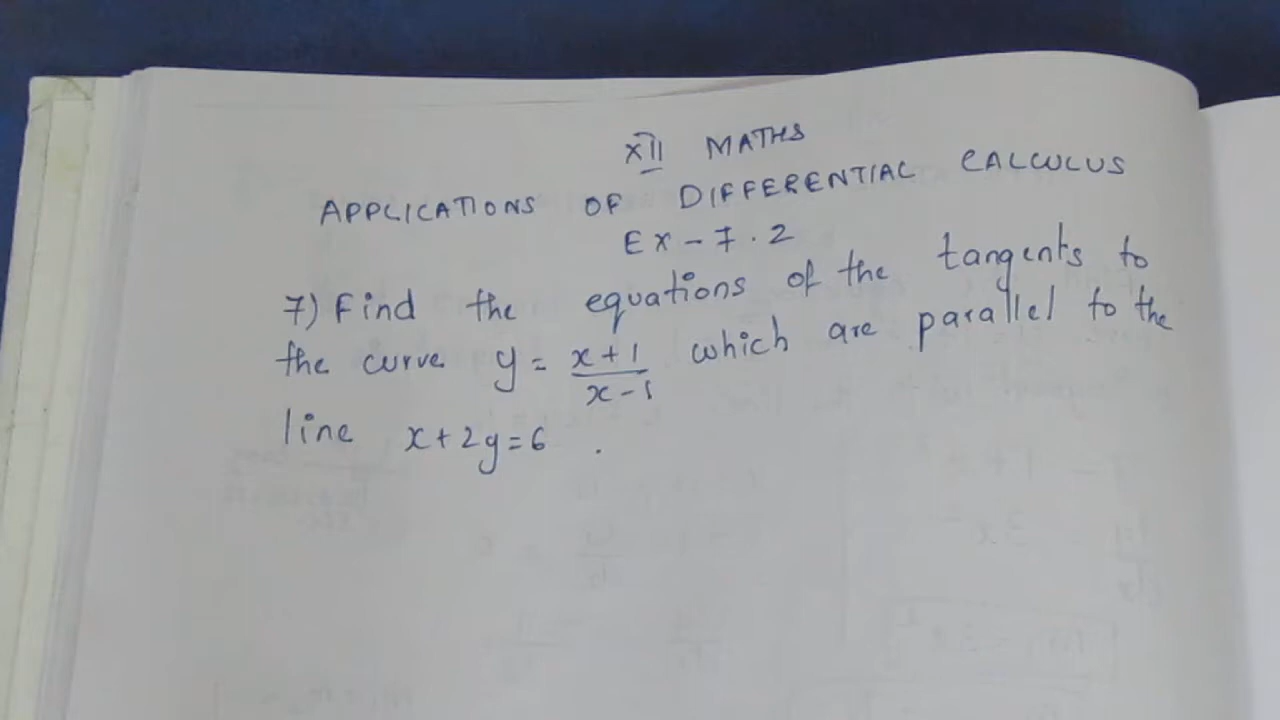 XII MATHS
APPLICATIONS OF DIFFERENTIAL CALCULUS
EX - 7.2
7) Find the equations of the tangents to
the curve y = x+1/x-1 which are parallel to the
line x+2y=6 .